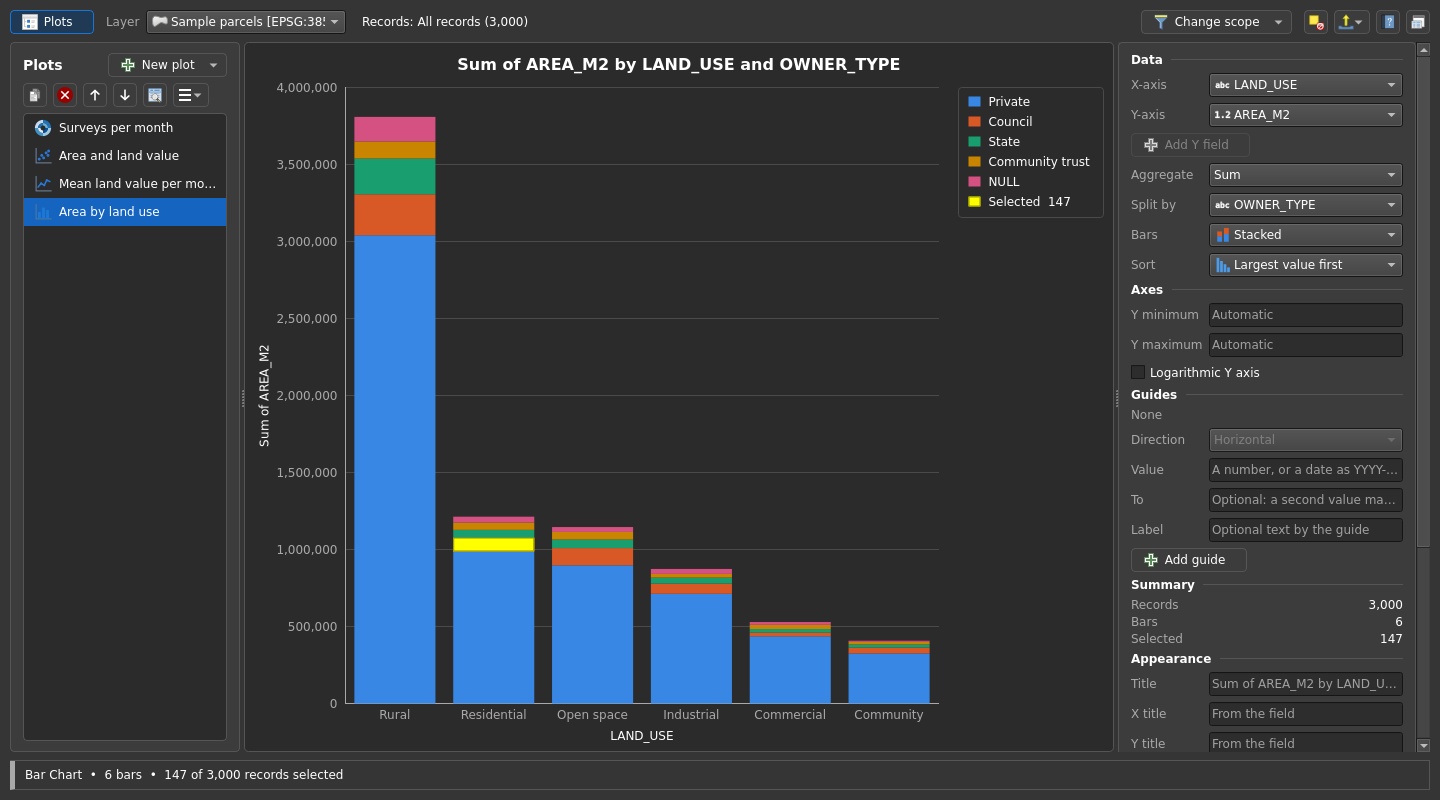 Plots
Layer
Sample parcels [EPSG:385
Records: All records (3,000)
Change scope
Plots
New plot
Surveys per month
Area and land value
Mean land value per mo...
Area by land use
Sum of AREA_M2 by LAND_USE and OWNER_TYPE
4,000,000
3,500,000
3,000,000
2,500,000
2,000,000
1,500,000
1,000,000
500,000
0
Sum of AREA_M2
Rural
Residential
Open space
Industrial
Commercial
Community
LAND_USE
Private
Council
State
Community trust
NULL
Selected 147
Data
X-axis
abc LAND_USE
Y-axis
1.2 AREA_M2
Add Y field
Aggregate
Sum
Split by
abc OWNER_TYPE
Bars
Stacked
Sort
Largest value first
Axes
Y minimum
Automatic
Y maximum
Automatic
Logarithmic Y axis
Guides
None
Direction
Horizontal
Value
A number, or a date as YYYY-...
To
Optional: a second value ma...
Label
Optional text by the guide
Add guide
Summary
Records 3,000
Bars 6
Selected 147
Appearance
Title
Sum of AREA_M2 by LAND_U...
X title
From the field
Y title
From the field
Bar Chart • 6 bars • 147 of 3,000 records selected